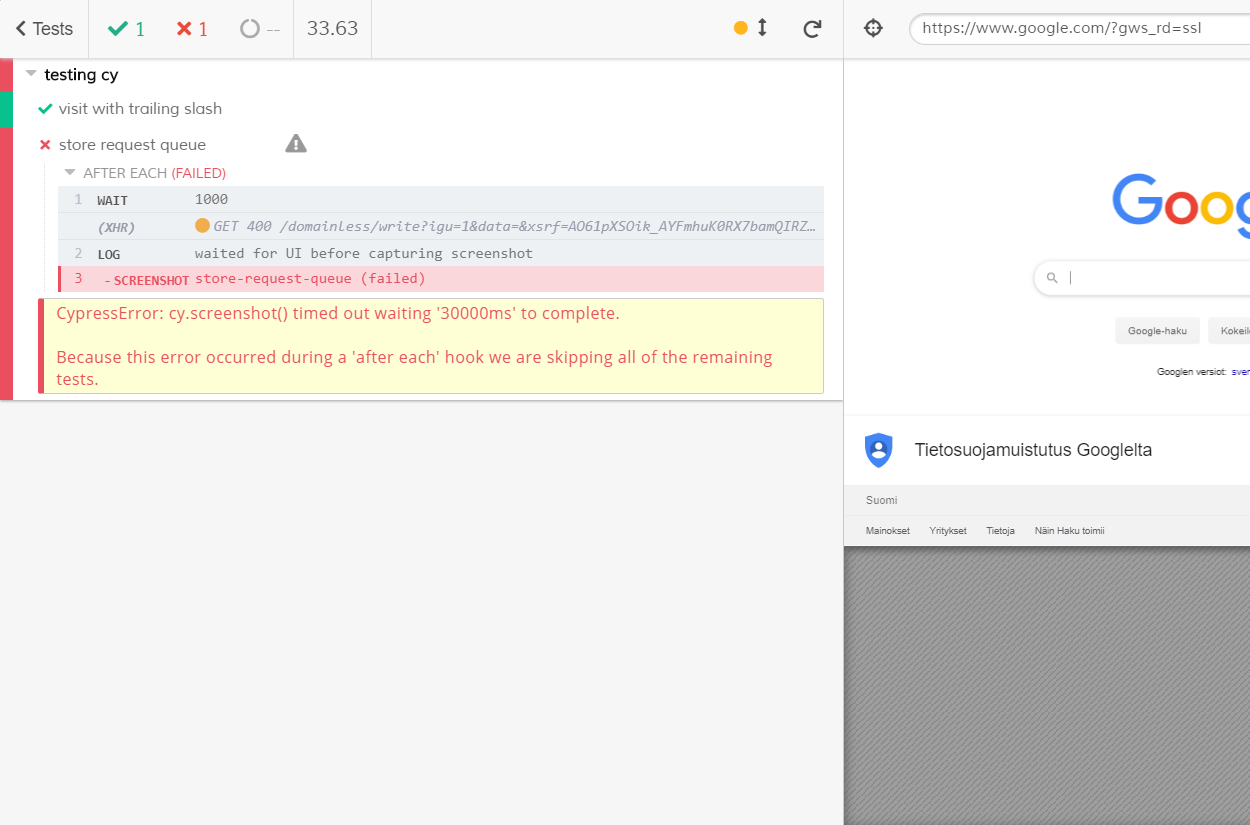 Tests
1
1
--
33.63
https://www.google.com/?gws_rd=ssl
testing cy
visit with trailing slash
store request queue
AFTER EACH (FAILED)
1 WAIT 1000
(XHR) GET 400 /domainless/write?igu=1&data=&xsrf=AO61pXSOik_AYFmhuK0RX7bamQIRZ…
2 LOG waited for UI before capturing screenshot
3 - SCREENSHOT store-request-queue (failed)
CypressError: cy.screenshot() timed out waiting '30000ms' to complete.
Because this error occurred during a 'after each' hook we are skipping all of the remaining
tests.
Goog
Google-haku Kokeil
Googlen versiot: sver
Tietosuojamuistutus Googlelta
Suomi
Mainokset Yritykset Tietoja Näin Haku toimii